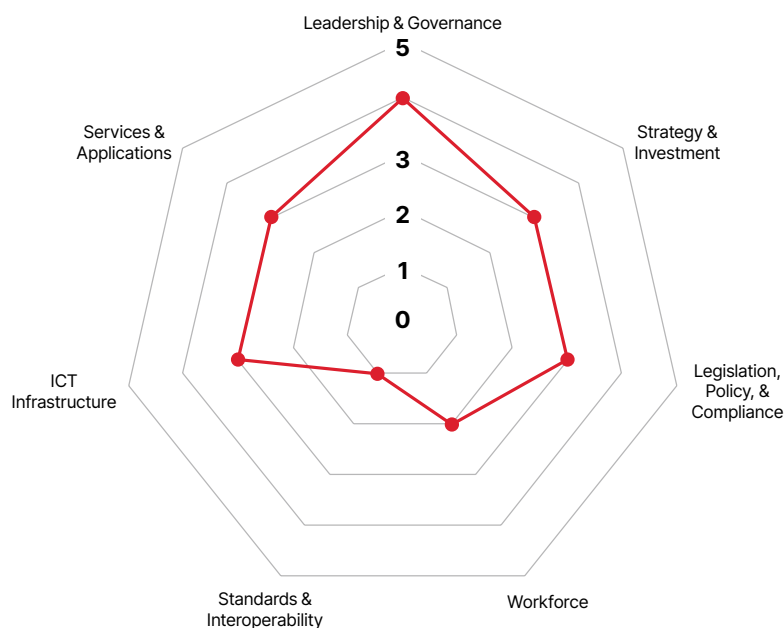 Leadership & Governance
5
Services &
Applications
Strategy &
Investment
3
2
1
0
ICT
Infrastructure
Legislation,
Policy, &
Compliance
Standards &
Interoperability
Workforce